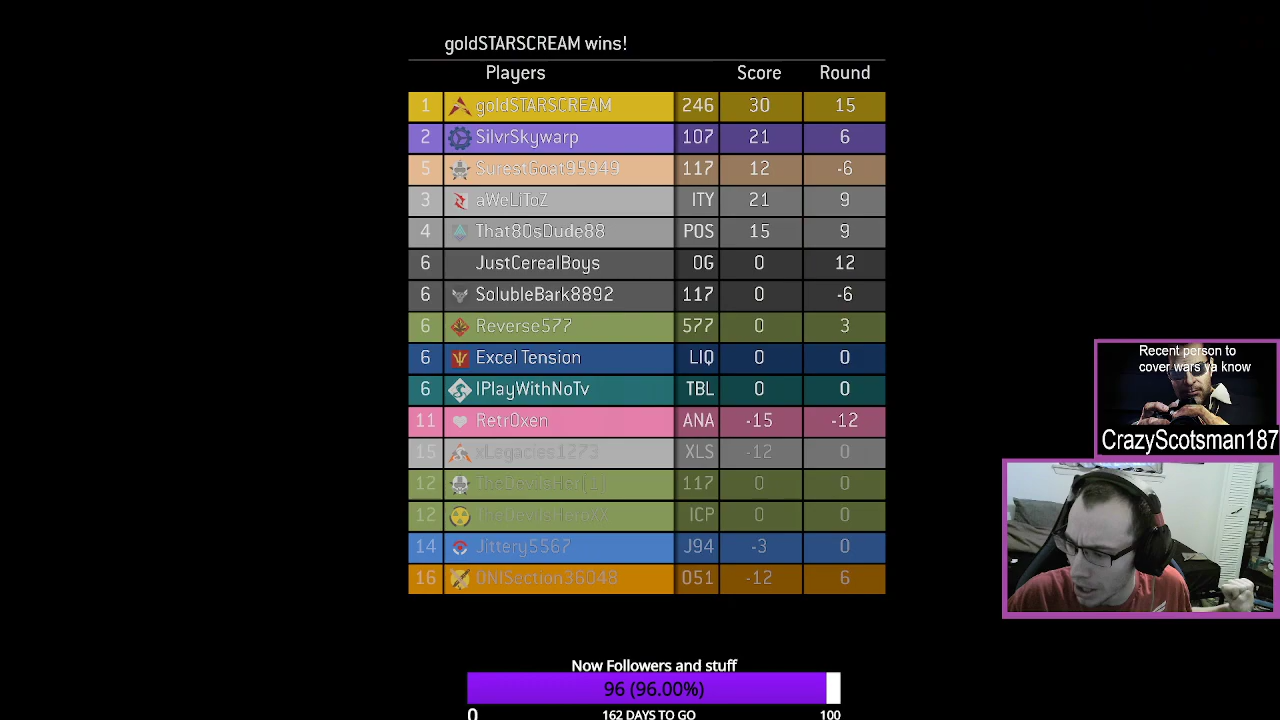 goldSTARSCREAM wins!
Players Score Round
1 goldSTARSCREAM 246 30 15
2 SilvrSkywarp 107 21 6
5 SurestGoat95949 117 12 -6
3 aWeLiToZ ITY 21 9
4 That80sDude88 POS 15 9
6 JustCerealBoys OG 0 12
6 SolubleBark8892 117 0 -6
6 Reverse577 577 0 3
6 Excel Tension LIQ 0 0
6 IPlayWithNoTv TBL 0 0
11 Retr0xen ANA -15 -12
15 xLegacies1273 XLS -12 0
12 117 0 0
12 TheDevilsHeroXX ICP 0 0
14 Jittery5567 J94 -3 0
16 ONISection36048 051 -12 6
Recent person to
cover wars ya know
CrazyScotsman187
Now Followers and stuff
96 (96.00%)
0 162 DAYS TO GO 100